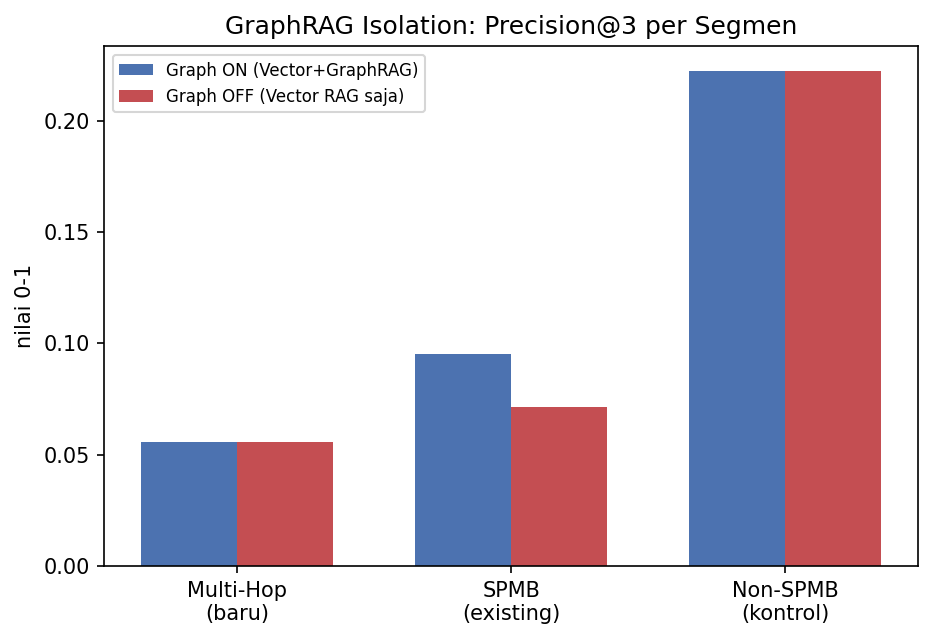 GraphRAG Isolation: Precision@3 per Segmen
Graph ON (Vector+GraphRAG)
Graph OFF (Vector RAG saja)
nilai 0-1
0.20
0.15
0.10
0.05
0.00
Multi-Hop
(baru)
SPMB
(existing)
Non-SPMB
(kontrol)